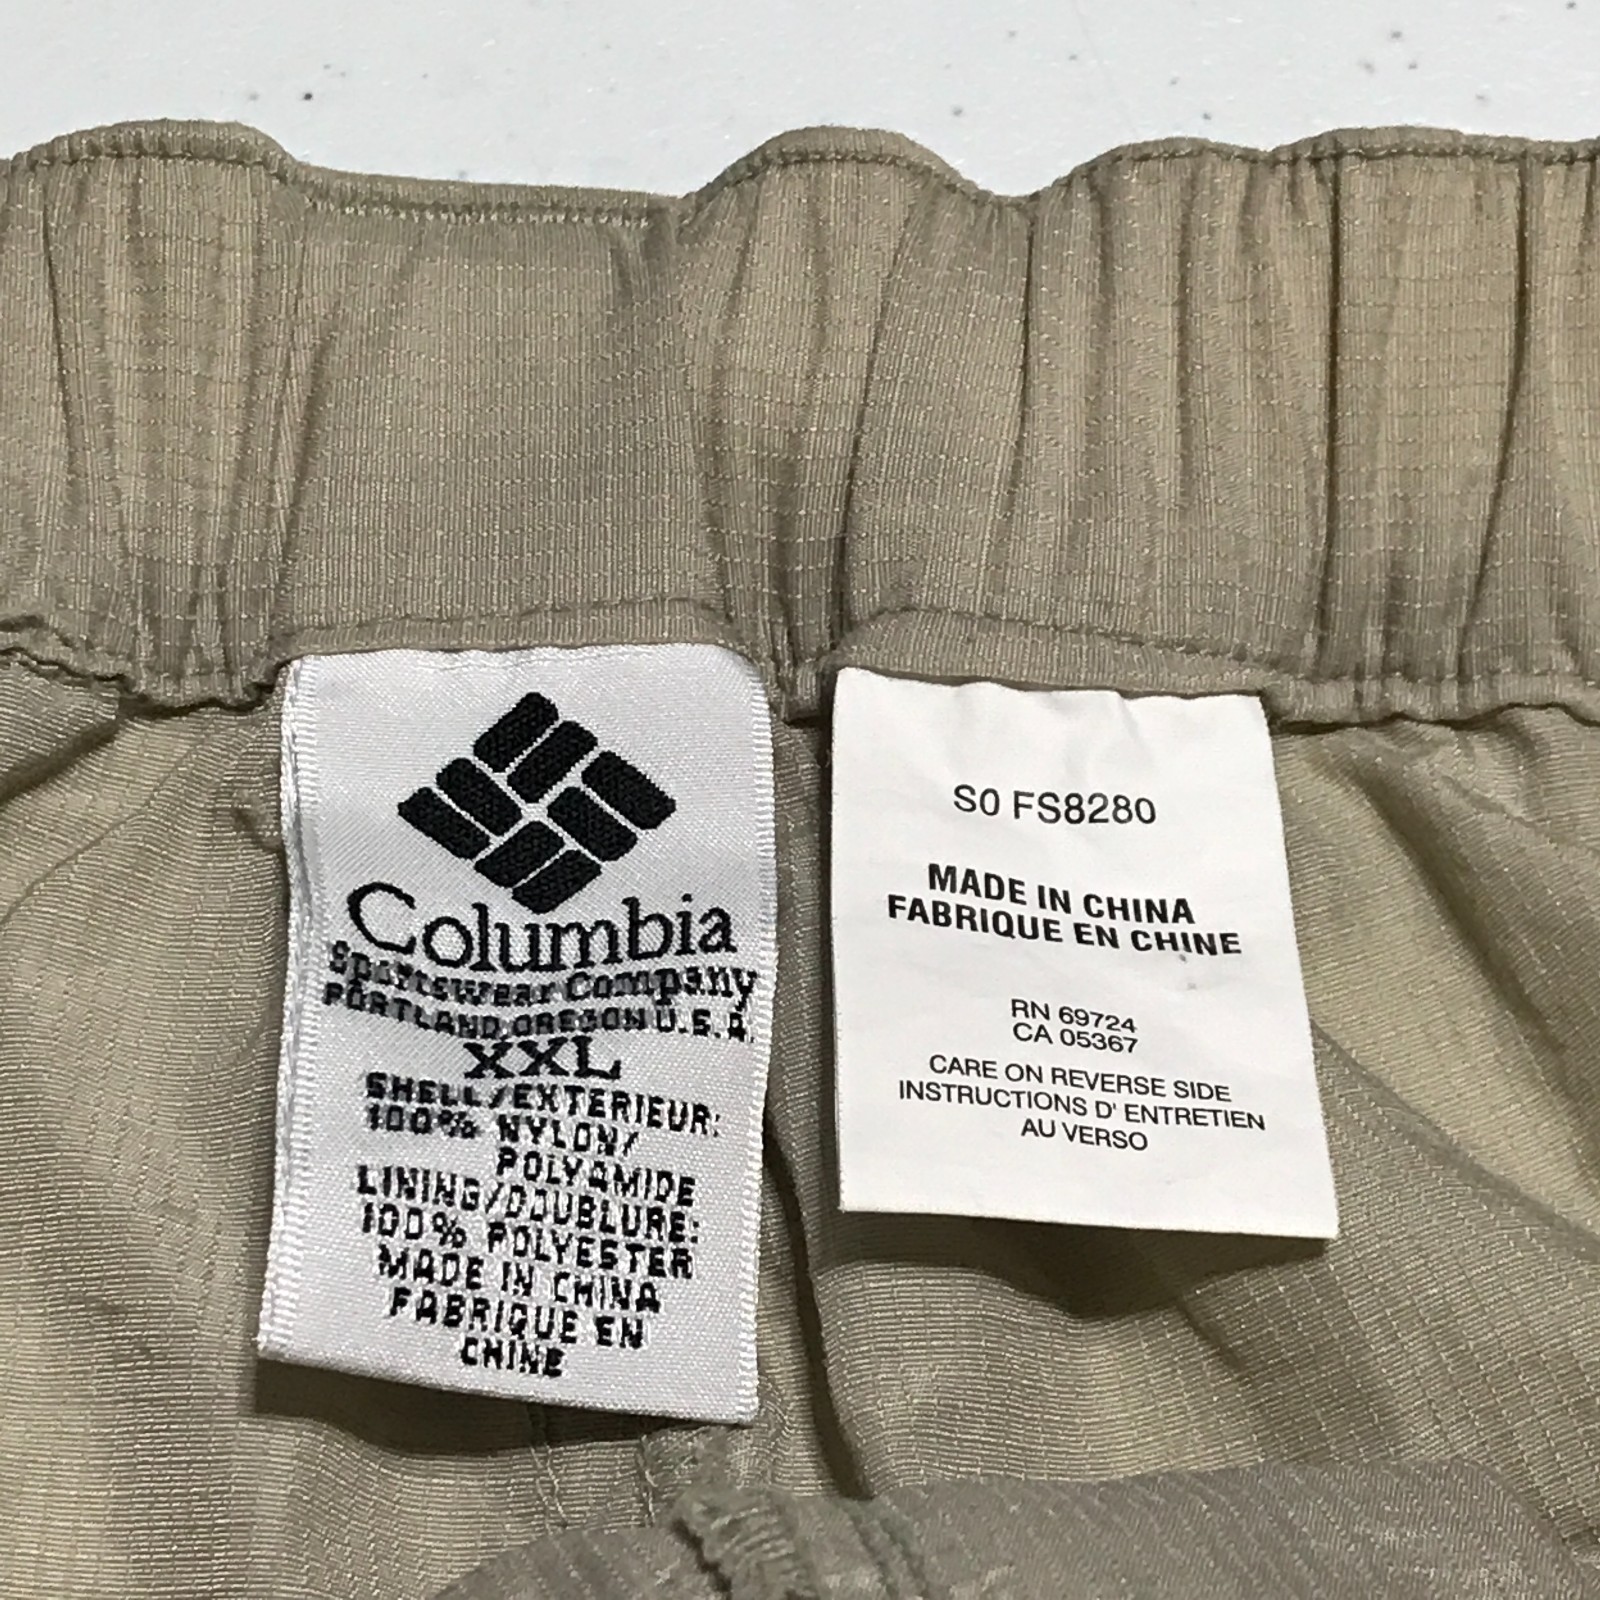 Columbia
Sportswear Company
PORTLAND, OREGON U.S.A.
XXL
SHELL/EXTERIEUR:
100% NYLON/
POLYAMIDE
LINING/DOUBLURE:
100% POLYESTER
MADE IN CHINA
FABRIQUE EN
CHINE
S0 FS8280
MADE IN CHINA
FABRIQUE EN CHINE
RN 69724
CA 05367
CARE ON REVERSE SIDE
INSTRUCTIONS D' ENTRETIEN
AU VERSO